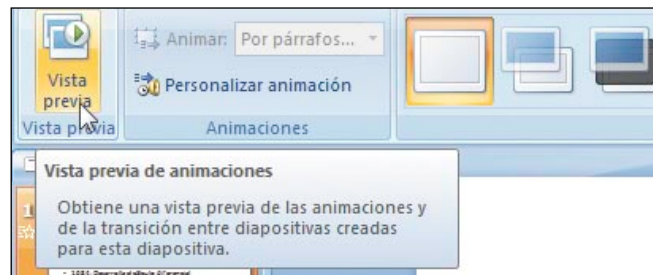 Animar: Por párrafos...
Vista
previa
Personalizar animación
Vista previa
Animaciones
Vista previa de animaciones
Obtiene una vista previa de las animaciones y
de la transición entre diapositivas creadas
para esta diapositiva.
1